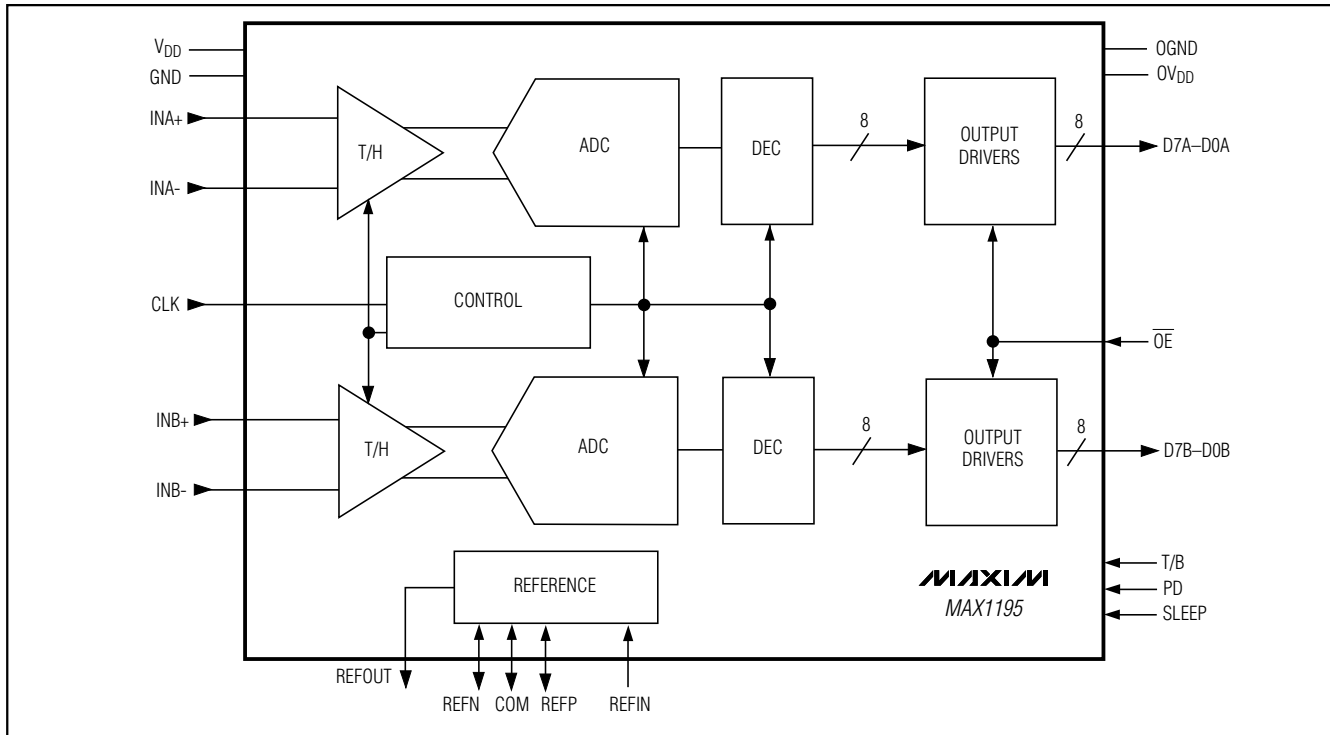 VDD
GND
INA+
INA-
CLK
INB+
INB-
T/H
ADC
DEC
8
OUTPUT
DRIVERS
8
CONTROL
T/H
ADC
DEC
8
OUTPUT
DRIVERS
8
REFERENCE
MAXIM
MAX1195
OGND
OVDD
D7A–D0A
OE
D7B–D0B
T/B
PD
SLEEP
REFOUT
REFN
COM
REFP
REFIN